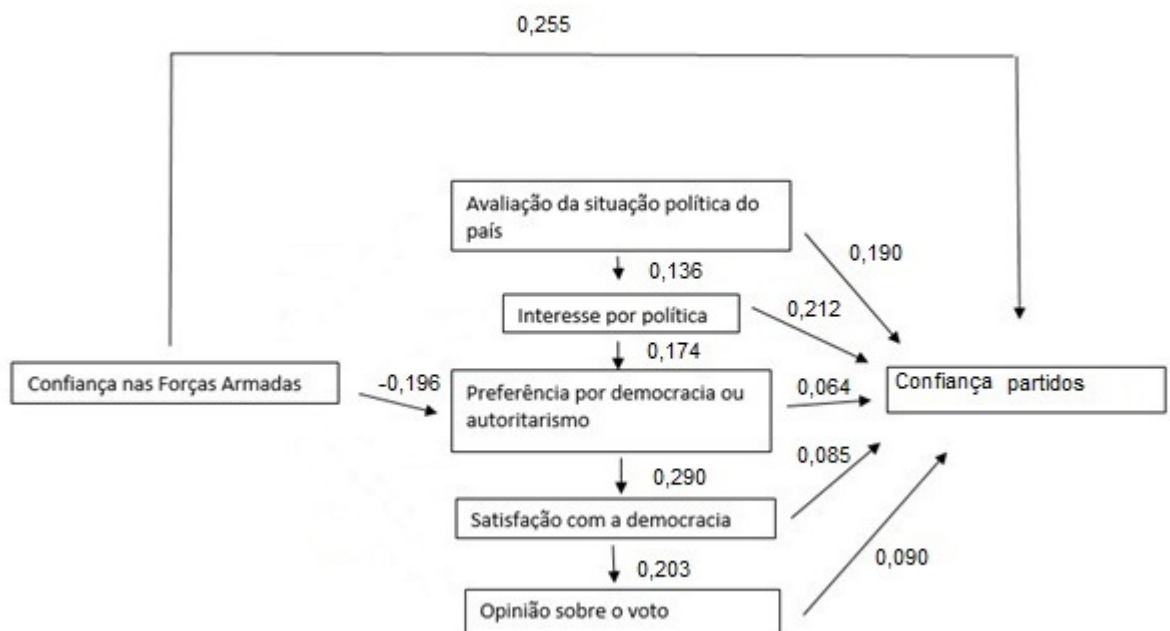 0,255
Avaliação da situação política do
país
0,190
0,136
Interesse por política
0,212
0,174
Confiança nas Forças Armadas
-0,196
Preferência por democracia ou
autoritarismo
0,064
Confiança partidos
0,085
0,290
Satisfação com a democracia
0,203
0,090
Opinião sobre o voto